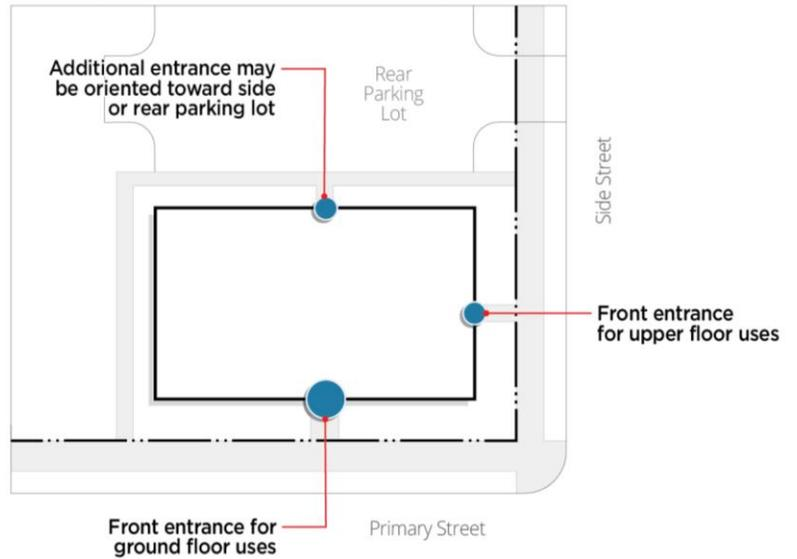 Additional entrance may
be oriented toward side
or rear parking lot
Rear
Parking
Lot
Side Street
Front entrance
for upper floor uses
Front entrance for
ground floor uses
Primary Street